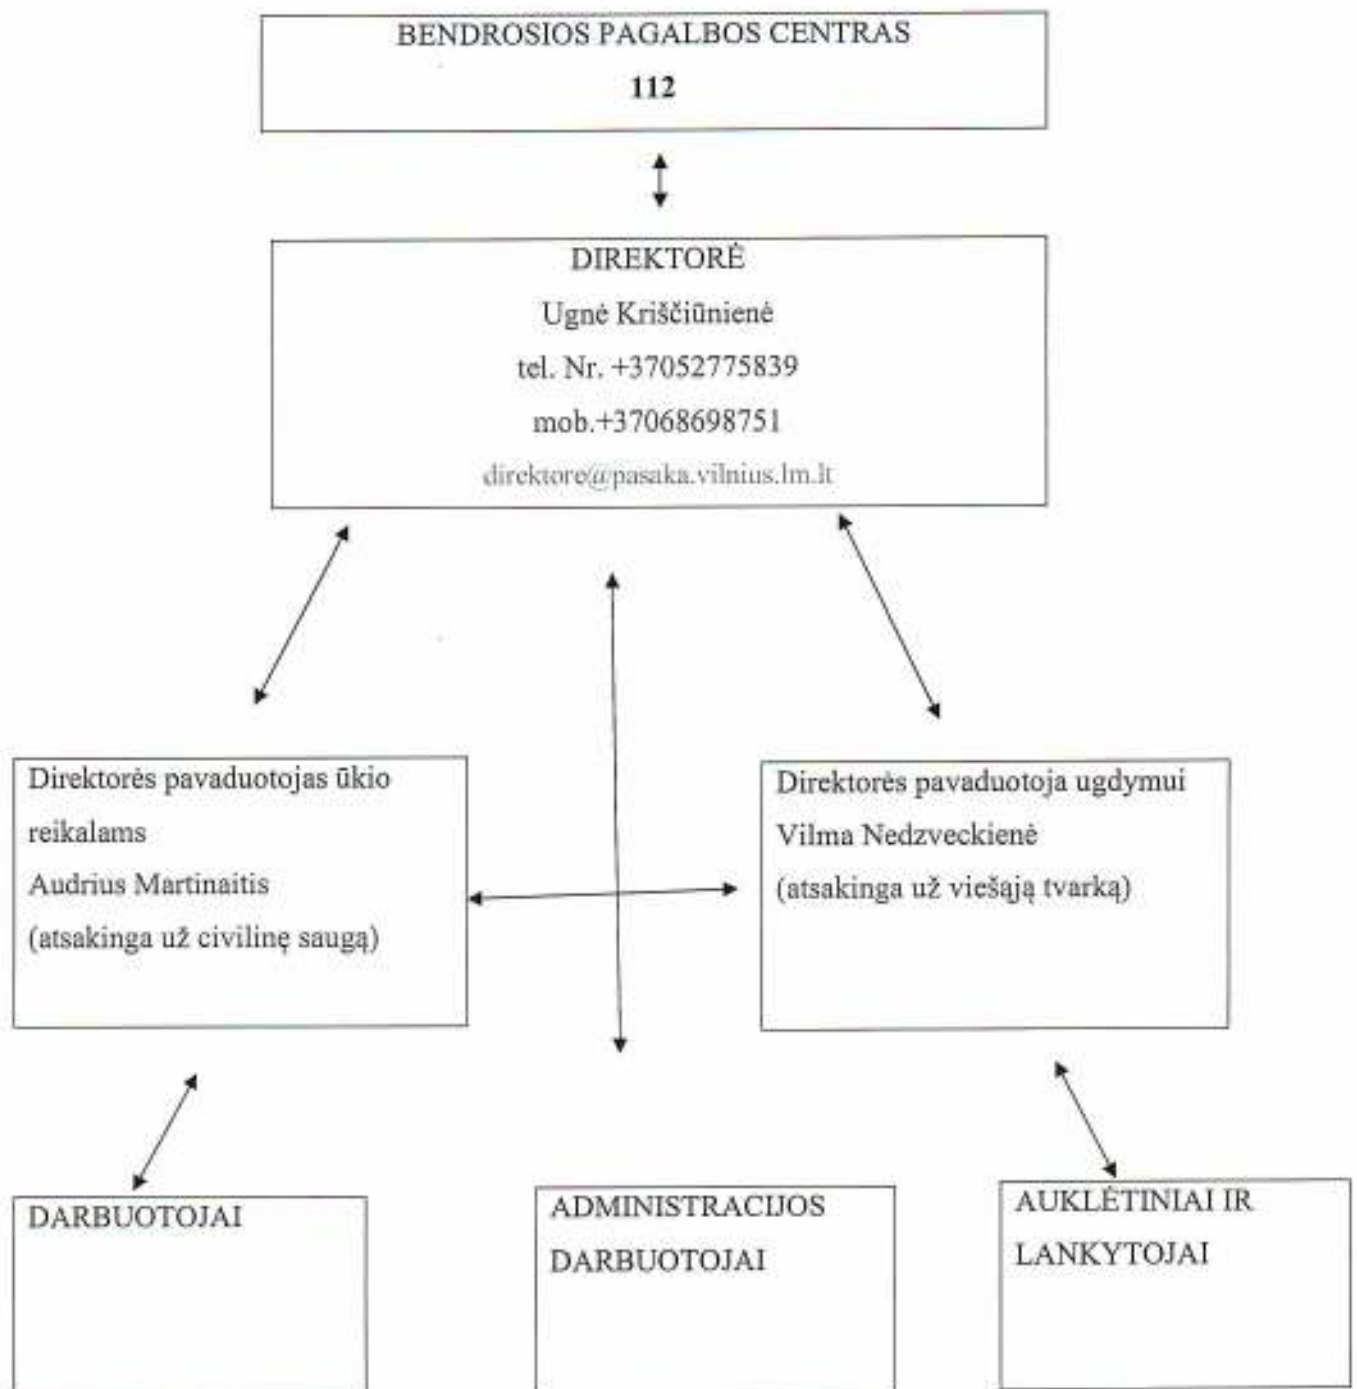 BENDROSIOS PAGALBOS CENTRAS
112
DIREKTORĖ
Ugnė Kriščiūnienė
tel. Nr. +37052775839
mob.+37068698751
direktore@pasaka.vilnius.lm.lt
Direktorės pavaduotojas ūkio
reikalams
Audrius Martinaitis
(atsakinga už civilinę saugą)
Direktorės pavaduotoja ugdymui
Vilma Nedzveckienė
(atsakinga už viešąją tvarką)
DARBUOTOJAI
ADMINISTRACIJOS
DARBUOTOJAI
AUKLĖTINIAI IR
LANKYTOJAI